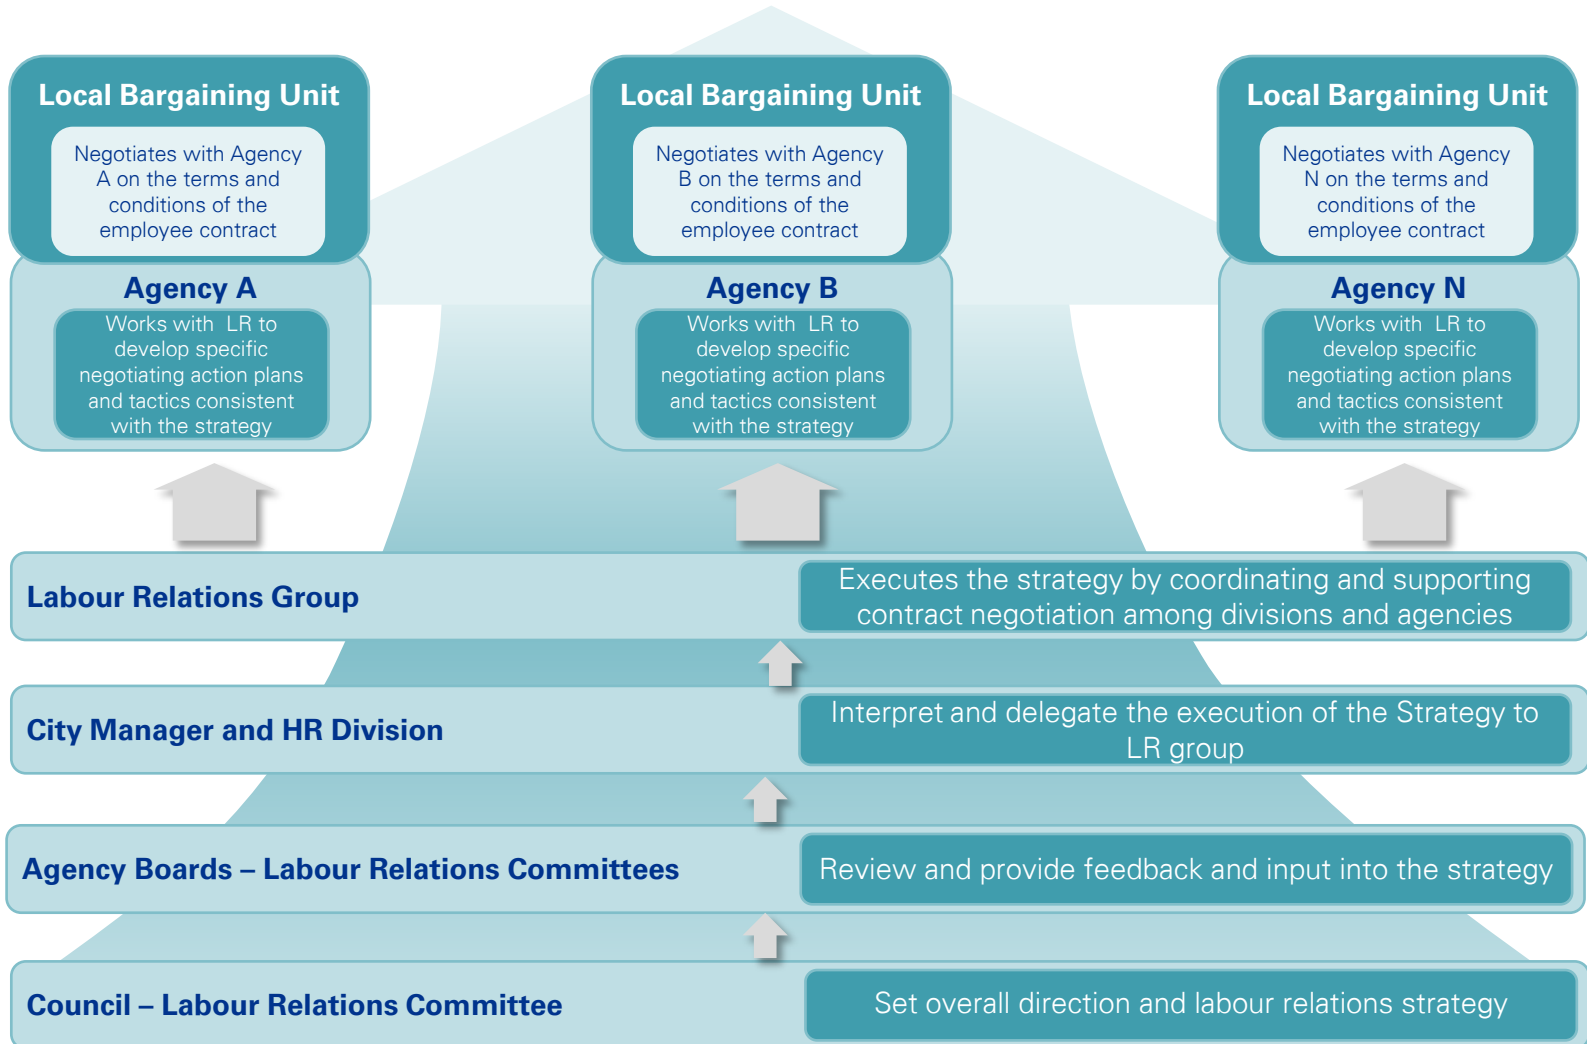 Local Bargaining Unit
Negotiates with Agency
A on the terms and
conditions of the
employee contract
Agency A
Works with LR to
develop specific
negotiating action plans
and tactics consistent
with the strategy
Local Bargaining Unit
Negotiates with Agency
B on the terms and
conditions of the
employee contract
Agency B
Works with LR to
develop specific
negotiating action plans
and tactics consistent
with the strategy
Local Bargaining Unit
Negotiates with Agency
N on the terms and
conditions of the
employee contract
Agency N
Works with LR to
develop specific
negotiating action plans
and tactics consistent
with the strategy
Labour Relations Group
Executes the strategy by coordinating and supporting
contract negotiation among divisions and agencies
City Manager and HR Division
Interpret and delegate the execution of the Strategy to
LR group
Agency Boards – Labour Relations Committees
Review and provide feedback and input into the strategy
Council – Labour Relations Committee
Set overall direction and labour relations strategy